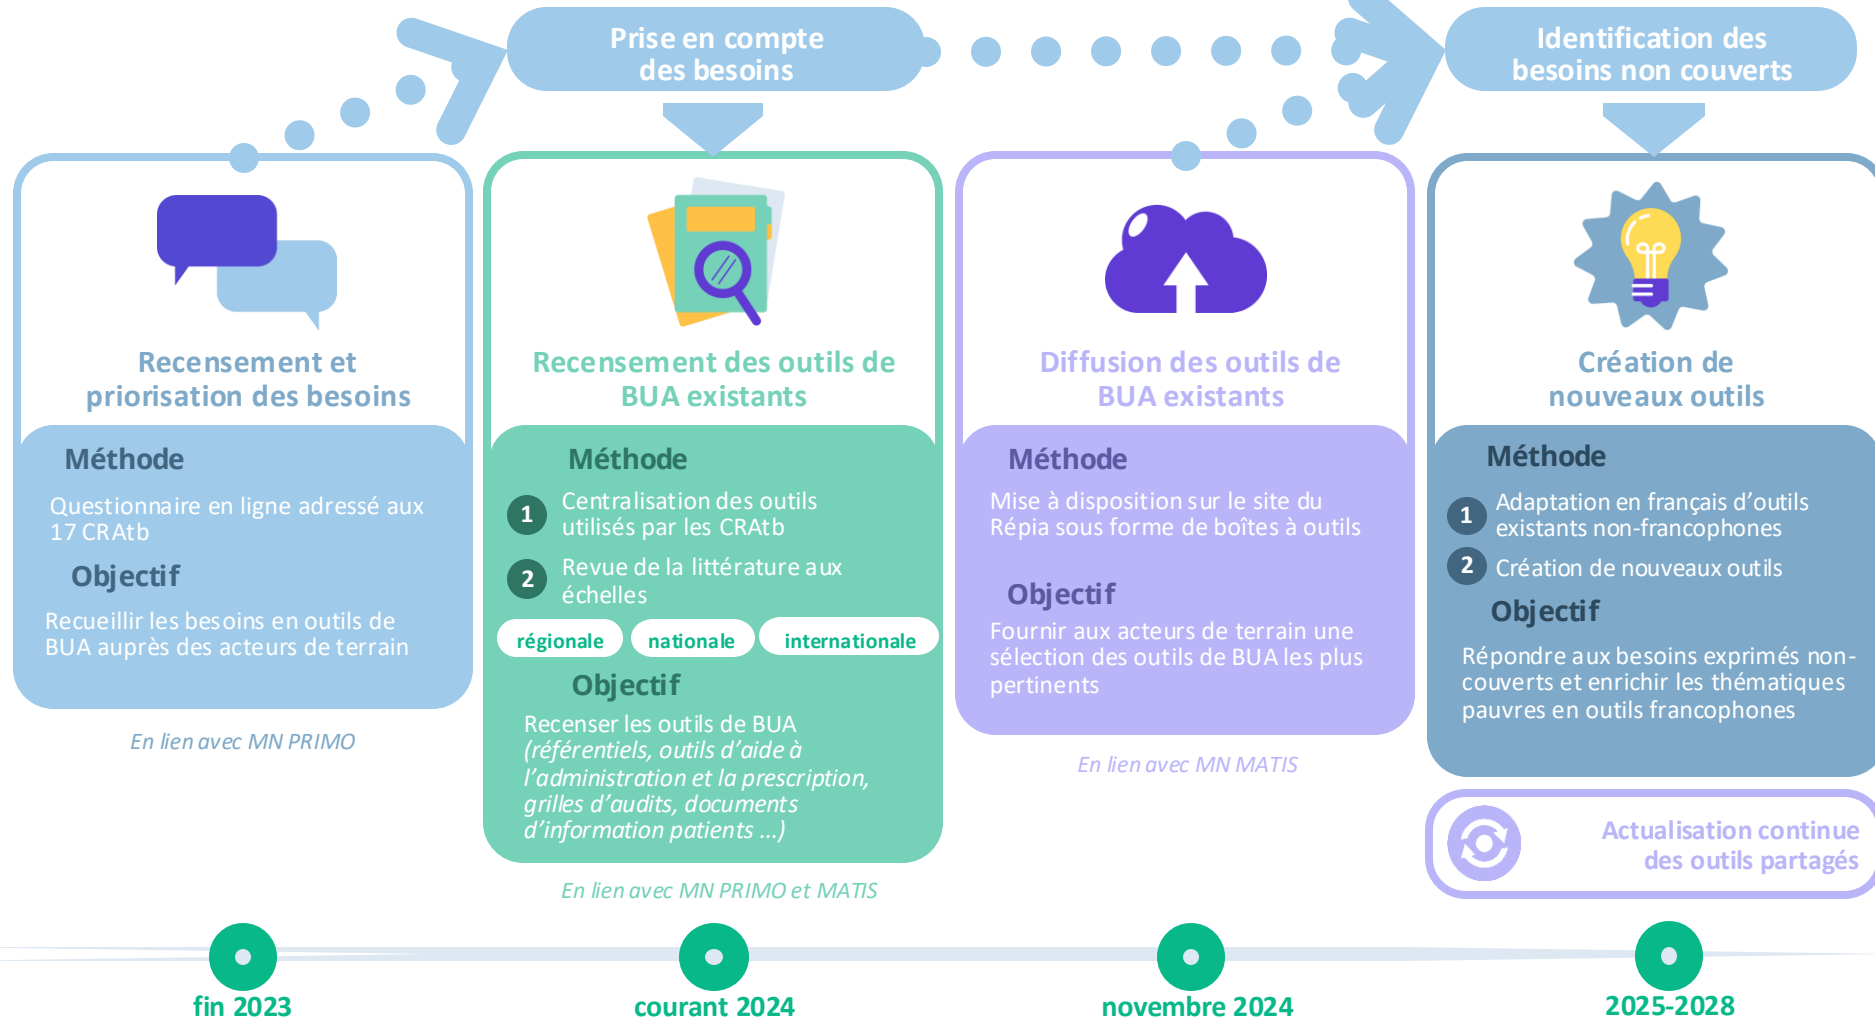 Prise en compte
des besoins
Identification des
besoins non couverts
Recensement et
priorisation des besoins
Méthode
Questionnaire en ligne adressé aux
17 CRAtb
Objectif
Recueillir les besoins en outils de
BUA auprès des acteurs de terrain
En lien avec MN PRIMO
Recensement des outils de
BUA existants
Méthode
1 Centralisation des outils
utilisés par les CRAtb
2 Revue de la littérature aux
échelles
régionale nationale internationale
Objectif
Recenser les outils de BUA
(référentiels, outils d'aide à
l'administration et la prescription,
grilles d'audits, documents
d'information patients ...)
En lien avec MN PRIMO et MATIS
Diffusion des outils de
BUA existants
Méthode
Mise à disposition sur le site du
Répia sous forme de boîtes à outils
Objectif
Fournir aux acteurs de terrain une
sélection des outils de BUA les plus
pertinents
En lien avec MN MATIS
Création de
nouveaux outils
Méthode
1 Adaptation en français d'outils
existants non-francophones
2 Création de nouveaux outils
Objectif
Répondre aux besoins exprimés non-
couverts et enrichir les thématiques
pauvres en outils francophones
Actualisation continue
des outils partagés
fin 2023
courant 2024
novembre 2024
2025-2028